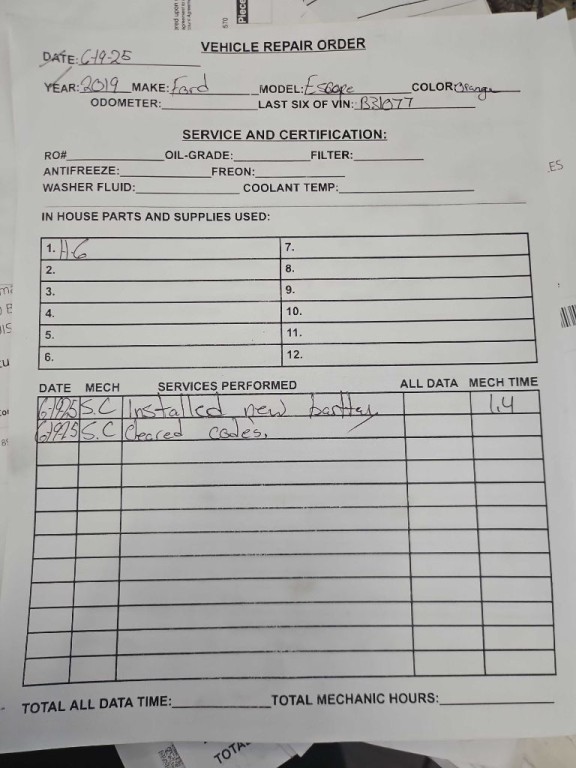 VEHICLE REPAIR ORDER
DATE: 6-19-25
YEAR: 2019 MAKE: Ford MODEL: Escape COLOR: Orange
ODOMETER: LAST SIX OF VIN: B31077
SERVICE AND CERTIFICATION:
RO# OIL-GRADE: FILTER:
ANTIFREEZE: FREON:
WASHER FLUID: COOLANT TEMP:
IN HOUSE PARTS AND SUPPLIES USED:
1. H-6 7.
2. 8.
3. 9.
4. 10.
5. 11.
6. 12.
DATE MECH SERVICES PERFORMED ALL DATA MECH TIME
6-19-25 S.C Installed new battay. 1.4
6-19-25 S.C Cleared codes.
TOTAL ALL DATA TIME: TOTAL MECHANIC HOURS: